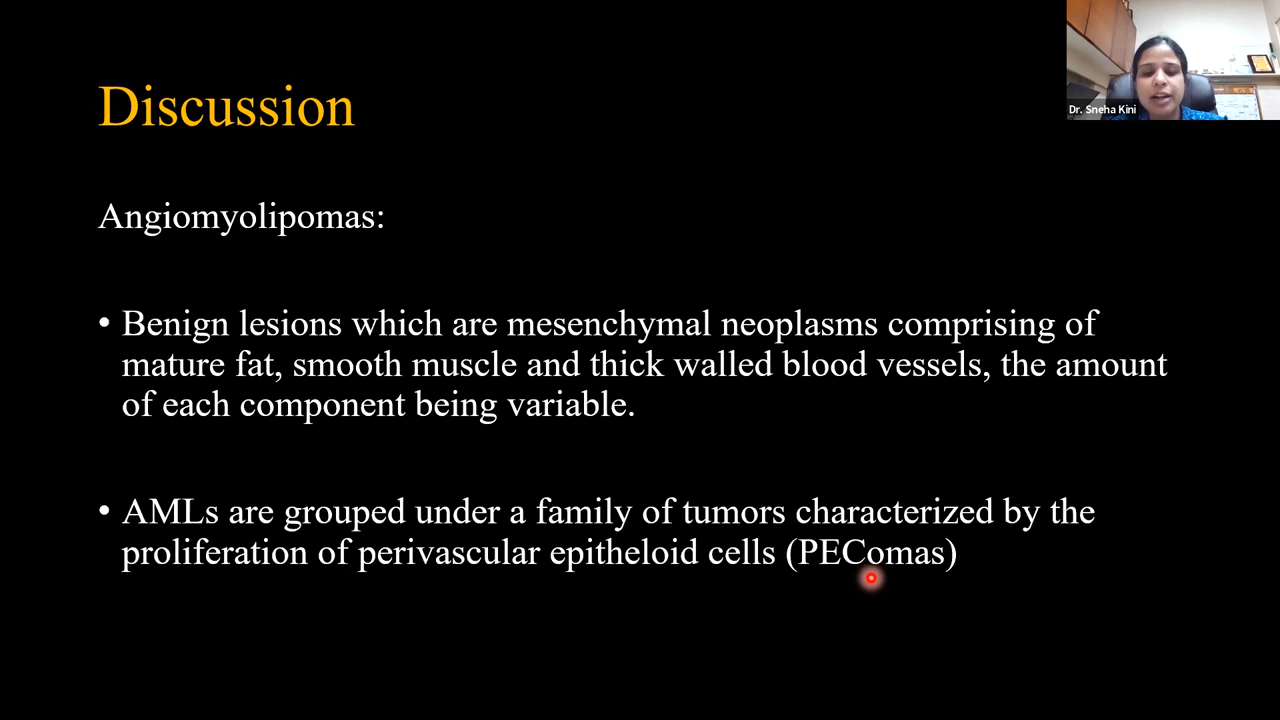 Dr. Sneha Kini
Discussion
Angiomyolipomas:
• Benign lesions which are mesenchymal neoplasms comprising of
mature fat, smooth muscle and thick walled blood vessels, the amount
of each component being variable.
• AMLs are grouped under a family of tumors characterized by the
proliferation of perivascular epitheloid cells (PEComas)